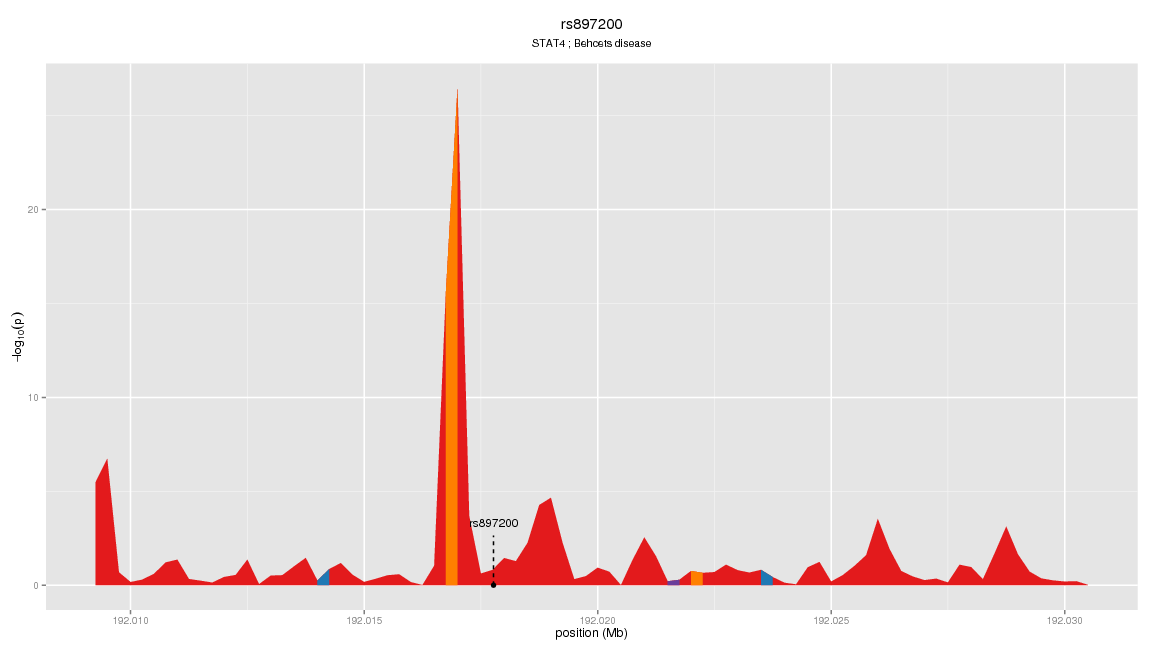 rs897200
STAT4 ; Behcets disease
−log10(p)
20
10
0
rs897200
192.010
192.015
192.020
192.025
192.030
position (Mb)